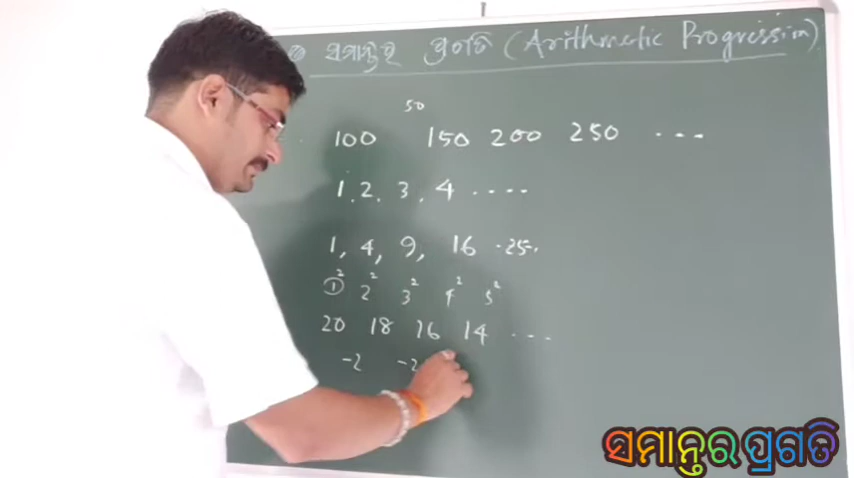 ସମାନ୍ତର ପ୍ରଗତି (Arithmetic Progression)
50
100 150 200 250 ...
1, 2, 3, 4 ....
1, 4, 9, 16 .25..
1² 2² 3² 4² 5²
20 18 16 14 ...
-2 -2
ସମାନ୍ତର ପ୍ରଗତି